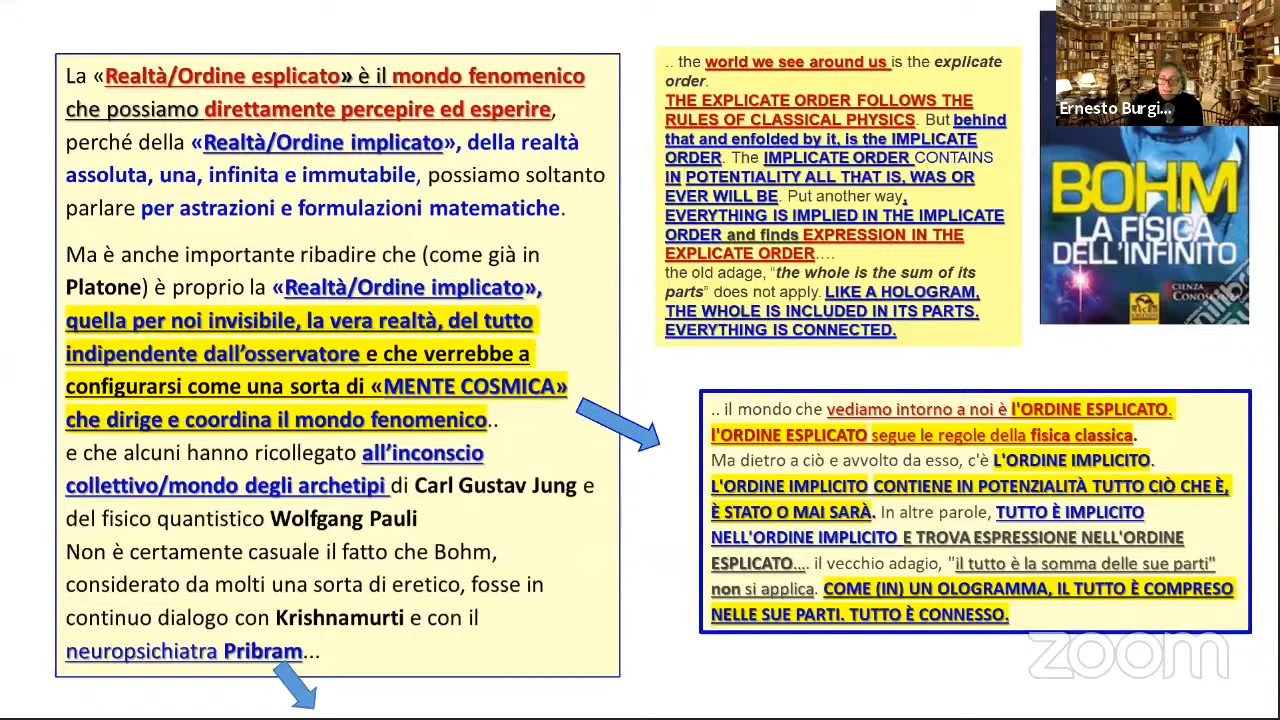 La «Realtà/Ordine esplicato» è il mondo fenomenico
che possiamo direttamente percepire ed esperire,
perché della «Realtà/Ordine implicato», della realtà
assoluta, una, infinita e immutabile, possiamo soltanto
parlare per astrazioni e formulazioni matematiche.
Ma è anche importante ribadire che (come già in
Platone) è proprio la «Realtà/Ordine implicato»,
quella per noi invisibile, la vera realtà, del tutto
indipendente dall’osservatore e che verrebbe a
configurarsi come una sorta di «MENTE COSMICA»
che dirige e coordina il mondo fenomenico..
e che alcuni hanno ricollegato all’inconscio
collettivo/mondo degli archetipi di Carl Gustav Jung e
del fisico quantistico Wolfgang Pauli
Non è certamente casuale il fatto che Bohm,
considerato da molti una sorta di eretico, fosse in
continuo dialogo con Krishnamurti e con il
neuropsichiatra Pribram...
.. the world we see around us is the explicate
order.
THE EXPLICATE ORDER FOLLOWS THE
RULES OF CLASSICAL PHYSICS. But behind
that and enfolded by it, is the IMPLICATE
ORDER. The IMPLICATE ORDER CONTAINS
IN POTENTIALITY ALL THAT IS, WAS OR
EVER WILL BE. Put another way,
EVERYTHING IS IMPLIED IN THE IMPLICATE
ORDER and finds EXPRESSION IN THE
EXPLICATE ORDER….
the old adage, “the whole is the sum of its
parts” does not apply. LIKE A HOLOGRAM,
THE WHOLE IS INCLUDED IN ITS PARTS.
EVERYTHING IS CONNECTED.
Ernesto Burgi...
BOHM
LA FISICA
DELL'INFINITO
MACRO
.. il mondo che vediamo intorno a noi è l'ORDINE ESPLICATO.
l'ORDINE ESPLICATO segue le regole della fisica classica.
Ma dietro a ciò e avvolto da esso, c'è L'ORDINE IMPLICITO.
L'ORDINE IMPLICITO CONTIENE IN POTENZIALITÀ TUTTO CIÒ CHE È,
È STATO O MAI SARÀ. In altre parole, TUTTO È IMPLICITO
NELL'ORDINE IMPLICITO E TROVA ESPRESSIONE NELL'ORDINE
ESPLICATO…. il vecchio adagio, "il tutto è la somma delle sue parti"
non si applica. COME (IN) UN OLOGRAMMA, IL TUTTO È COMPRESO
NELLE SUE PARTI. TUTTO È CONNESSO.
zoom